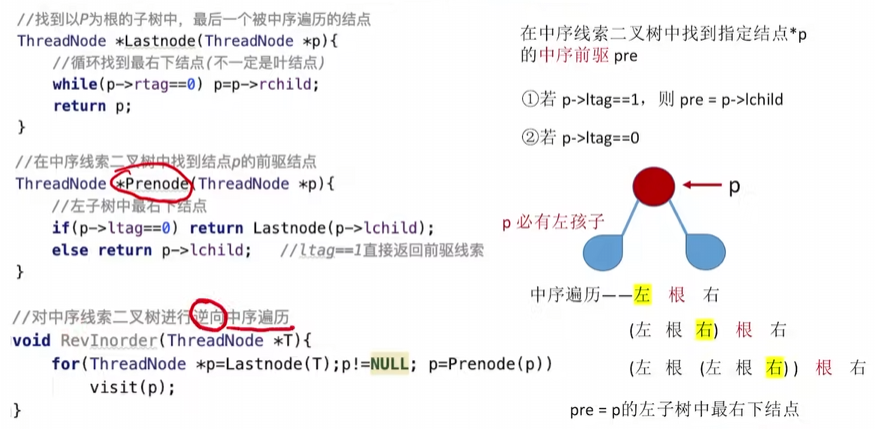 //找到以P为根的子树中，最后一个被中序遍历的结点
ThreadNode *Lastnode(ThreadNode *p){
//循环找到最右下结点(不一定是叶结点)
while(p->rtag==0) p=p->rchild;
return p;
}
//在中序线索二叉树中找到结点p的前驱结点
ThreadNode *Prenode(ThreadNode *p){
//左子树中最右下结点
if(p->ltag==0) return Lastnode(p->lchild);
else return p->lchild; //ltag==1直接返回前驱线索
}
//对中序线索二叉树进行逆向中序遍历
void RevInorder(ThreadNode *T){
for(ThreadNode *p=Lastnode(T);p!=NULL; p=Prenode(p))
visit(p);
}
在中序线索二叉树中找到指定结点*p
的中序前驱 pre
①若 p->ltag==1，则 pre = p->lchild
②若 p->ltag==0
p
p 必有左孩子
中序遍历——左 根 右
(左 根 右) 根 右
(左 根 (左 根 右)) 根 右
pre = p的左子树中最右下结点